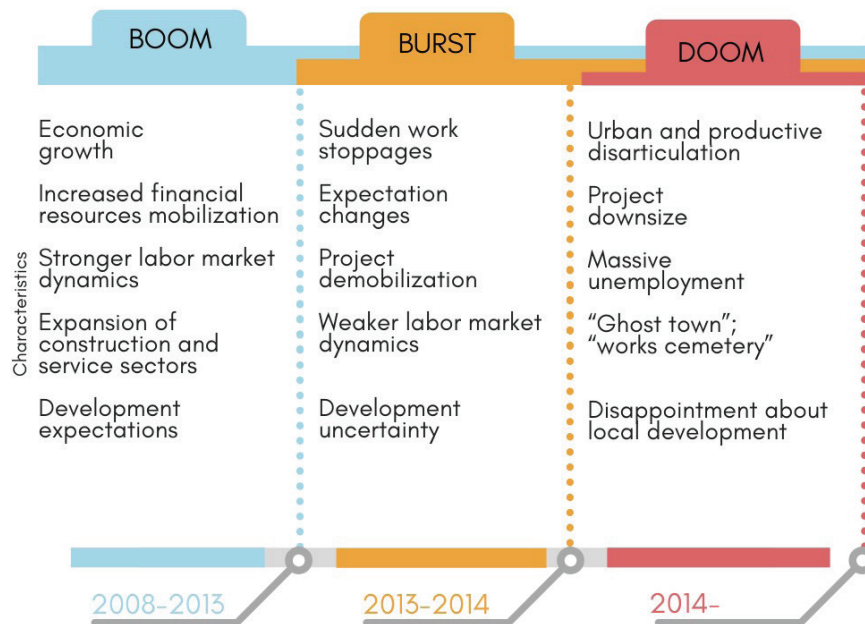 BOOM
BURST
DOOM
Characteristics
Economic
growth
Increased financial
resources mobilization
Stronger labor market
dynamics
Expansion of
construction and
service sectors
Development
expectations
Sudden work
stoppages
Expectation
changes
Project
demobilization
Weaker labor market
dynamics
Development
uncertainty
Urban and productive
disarticulation
Project
downsize
Massive
unemployment
“Ghost town”;
“works cemetery”
Disappointment about
local development
2008-2013
2013-2014
2014-